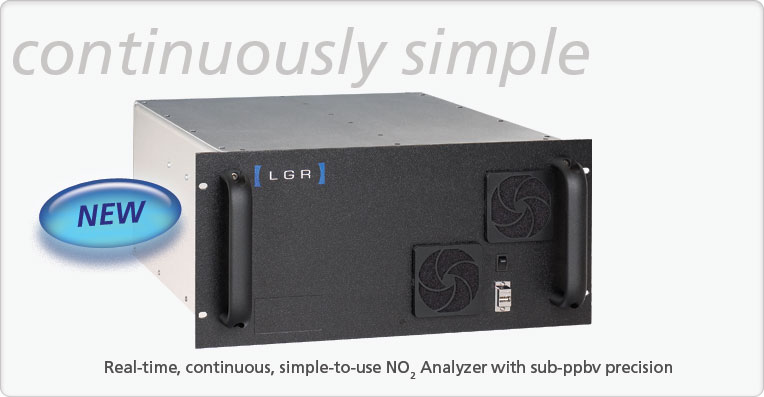 continuously simple
[LGR]
NEW
Real-time, continuous, simple-to-use NO₂ Analyzer with sub-ppbv precision